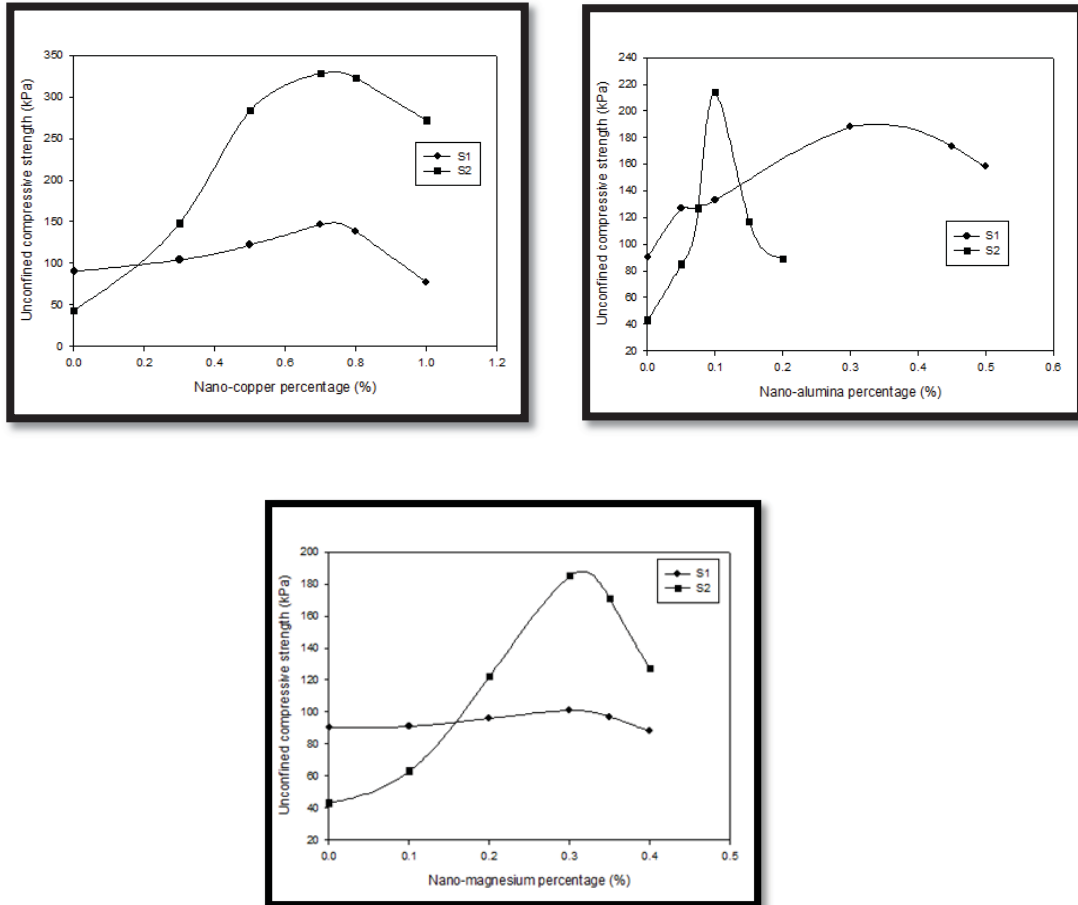 350
300
250
200
150
100
50
0
Unconfined compressive strength (kPa)
S1
S2
0.0 0.2 0.4 0.6 0.8 1.0 1.2
Nano-copper percentage (%)
240
220
200
180
160
140
120
100
80
60
40
20
Unconfined compressive strength (kPa)
S1
S2
0.0 0.1 0.2 0.3 0.4 0.5 0.6
Nano-alumina percentage (%)
200
180
160
140
120
100
80
60
40
20
Unconfined compressive strength (kPa)
S1
S2
0.0 0.1 0.2 0.3 0.4 0.5
Nano-magnesium percentage (%)